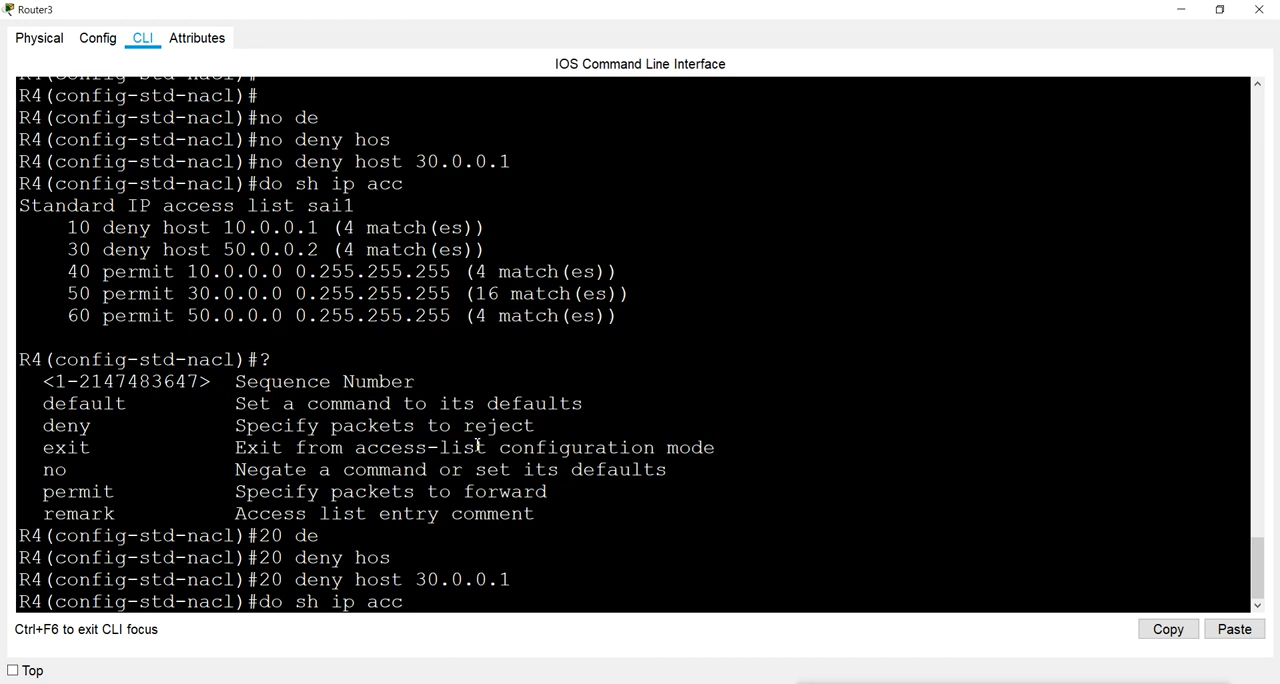 Router3
Physical Config CLI Attributes
IOS Command Line Interface
R4(config-std-nacl)#
R4(config-std-nacl)#
R4(config-std-nacl)#no de
R4(config-std-nacl)#no deny hos
R4(config-std-nacl)#no deny host 30.0.0.1
R4(config-std-nacl)#do sh ip acc
Standard IP access list sai1
10 deny host 10.0.0.1 (4 match(es))
30 deny host 50.0.0.2 (4 match(es))
40 permit 10.0.0.0 0.255.255.255 (4 match(es))
50 permit 30.0.0.0 0.255.255.255 (16 match(es))
60 permit 50.0.0.0 0.255.255.255 (4 match(es))
R4(config-std-nacl)#?
<1-2147483647> Sequence Number
default Set a command to its defaults
deny Specify packets to reject
exit Exit from access-list configuration mode
no Negate a command or set its defaults
permit Specify packets to forward
remark Access list entry comment
R4(config-std-nacl)#20 de
R4(config-std-nacl)#20 deny hos
R4(config-std-nacl)#20 deny host 30.0.0.1
R4(config-std-nacl)#do sh ip acc
Ctrl+F6 to exit CLI focus
Copy Paste
Top